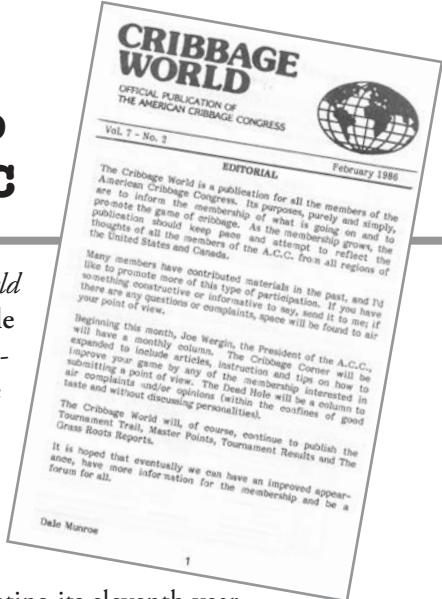 CRIBBAGE
WORLD
OFFICIAL PUBLICATION OF
THE AMERICAN CRIBBAGE CONGRESS
Vol. 7 - No. 2
February 1986
EDITORIAL
The Cribbage World is a publication for all the members of the
American Cribbage Congress. Its purposes, purely and simply,
are to inform the membership of what is going on and to
promote the game of cribbage. As the membership grows, the
publication should keep pace and attempt to reflect the
thoughts of all the members of the A.C.C. from all regions of
the United States and Canada.
Many members have contributed materials in the past, and I'd
like to promote more of this type of participation. If you have
something constructive or informative to say, send it to me; if
there are any questions or complaints, space will be found to air
your point of view.
Beginning this month, Joe Wergin, the President of the A.C.C.,
will have a monthly column. The Cribbage Corner will be
expanded to include articles, instruction and tips on how to
improve your game by any of the membership interested in
submitting a point of view. The Dead Hole will be a column to
air complaints and/or opinions (within the confines of good
taste and without discussing personalities).
The Cribbage World will, of course, continue to publish the
Tournament Trail, Master Points, Tournament Results and The
Grass Roots Reports.
It is hoped that eventually we can have an improved appear-
ance, have more information for the membership and be a
forum for all.
Dale Munroe
1
its eleventh year